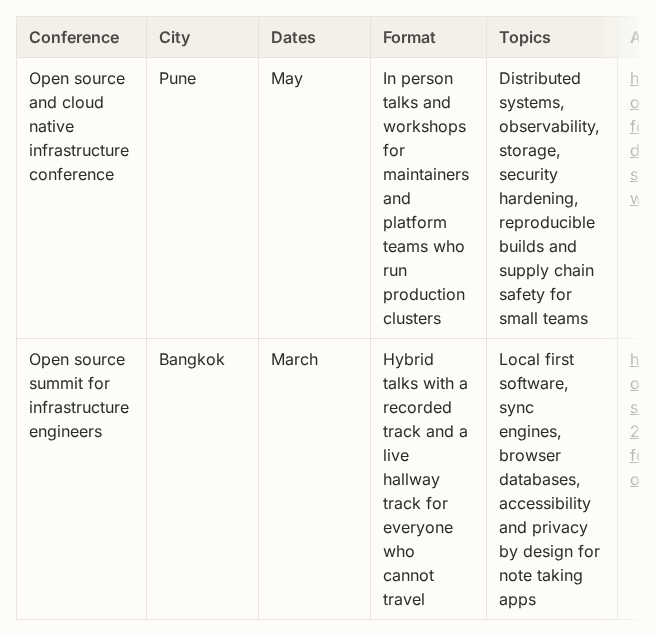 Conference City Dates Format Topics
Open source
and cloud
native
infrastructure
conference
Pune
May
In person
talks and
workshops
for
maintainers
and
platform
teams who
run
production
clusters
Distributed
systems,
observability,
storage,
security
hardening,
reproducible
builds and
supply chain
safety for
small teams
Open source
summit for
infrastructure
engineers
Bangkok
March
Hybrid
talks with a
recorded
track and a
live
hallway
track for
everyone
who
cannot
travel
Local first
software,
sync
engines,
browser
databases,
accessibility
and privacy
by design for
note taking
apps